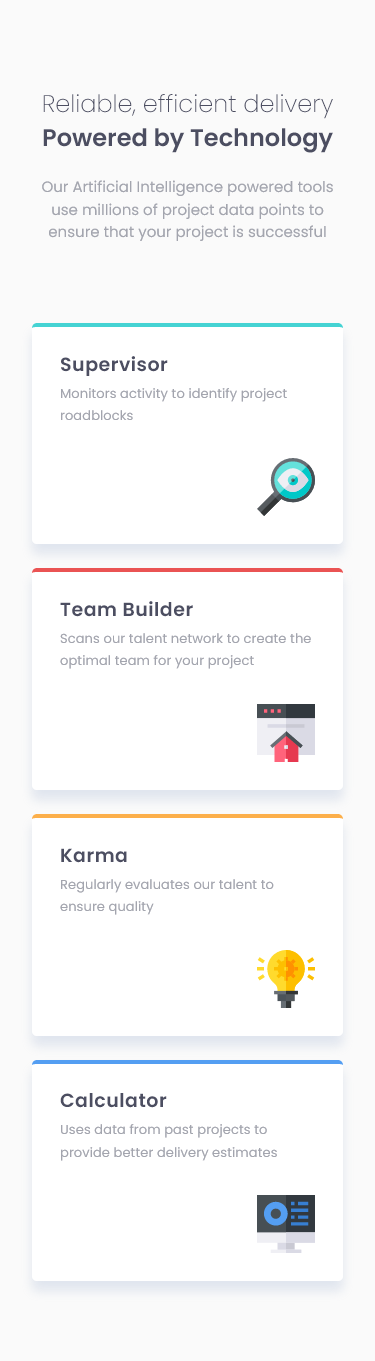 Reliable, efficient delivery
Powered by Technology
Our Artificial Intelligence powered tools
use millions of project data points to
ensure that your project is successful
Supervisor
Monitors activity to identify project
roadblocks
Team Builder
Scans our talent network to create the
optimal team for your project
Karma
Regularly evaluates our talent to
ensure quality
Calculator
Uses data from past projects to
provide better delivery estimates